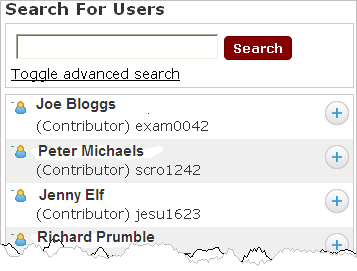 Search For Users
Search
Toggle advanced search
Joe Bloggs
(Contributor) exam0042
Peter Michaels
(Contributor) scro1242
Jenny Elf
(Contributor) jesu1623
Richard Prumble